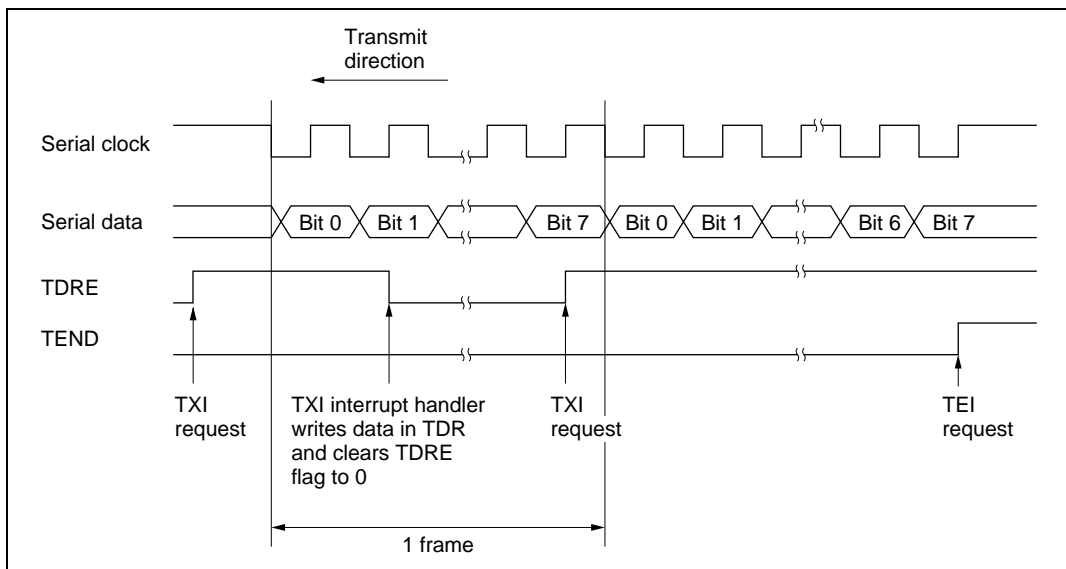 Transmit
direction
Serial clock
Serial data
Bit 0
Bit 1
Bit 7
Bit 0
Bit 1
Bit 6
Bit 7
TDRE
TEND
TXI
request
TXI interrupt handler
writes data in TDR
and clears TDRE
flag to 0
TXI
request
TEI
request
1 frame